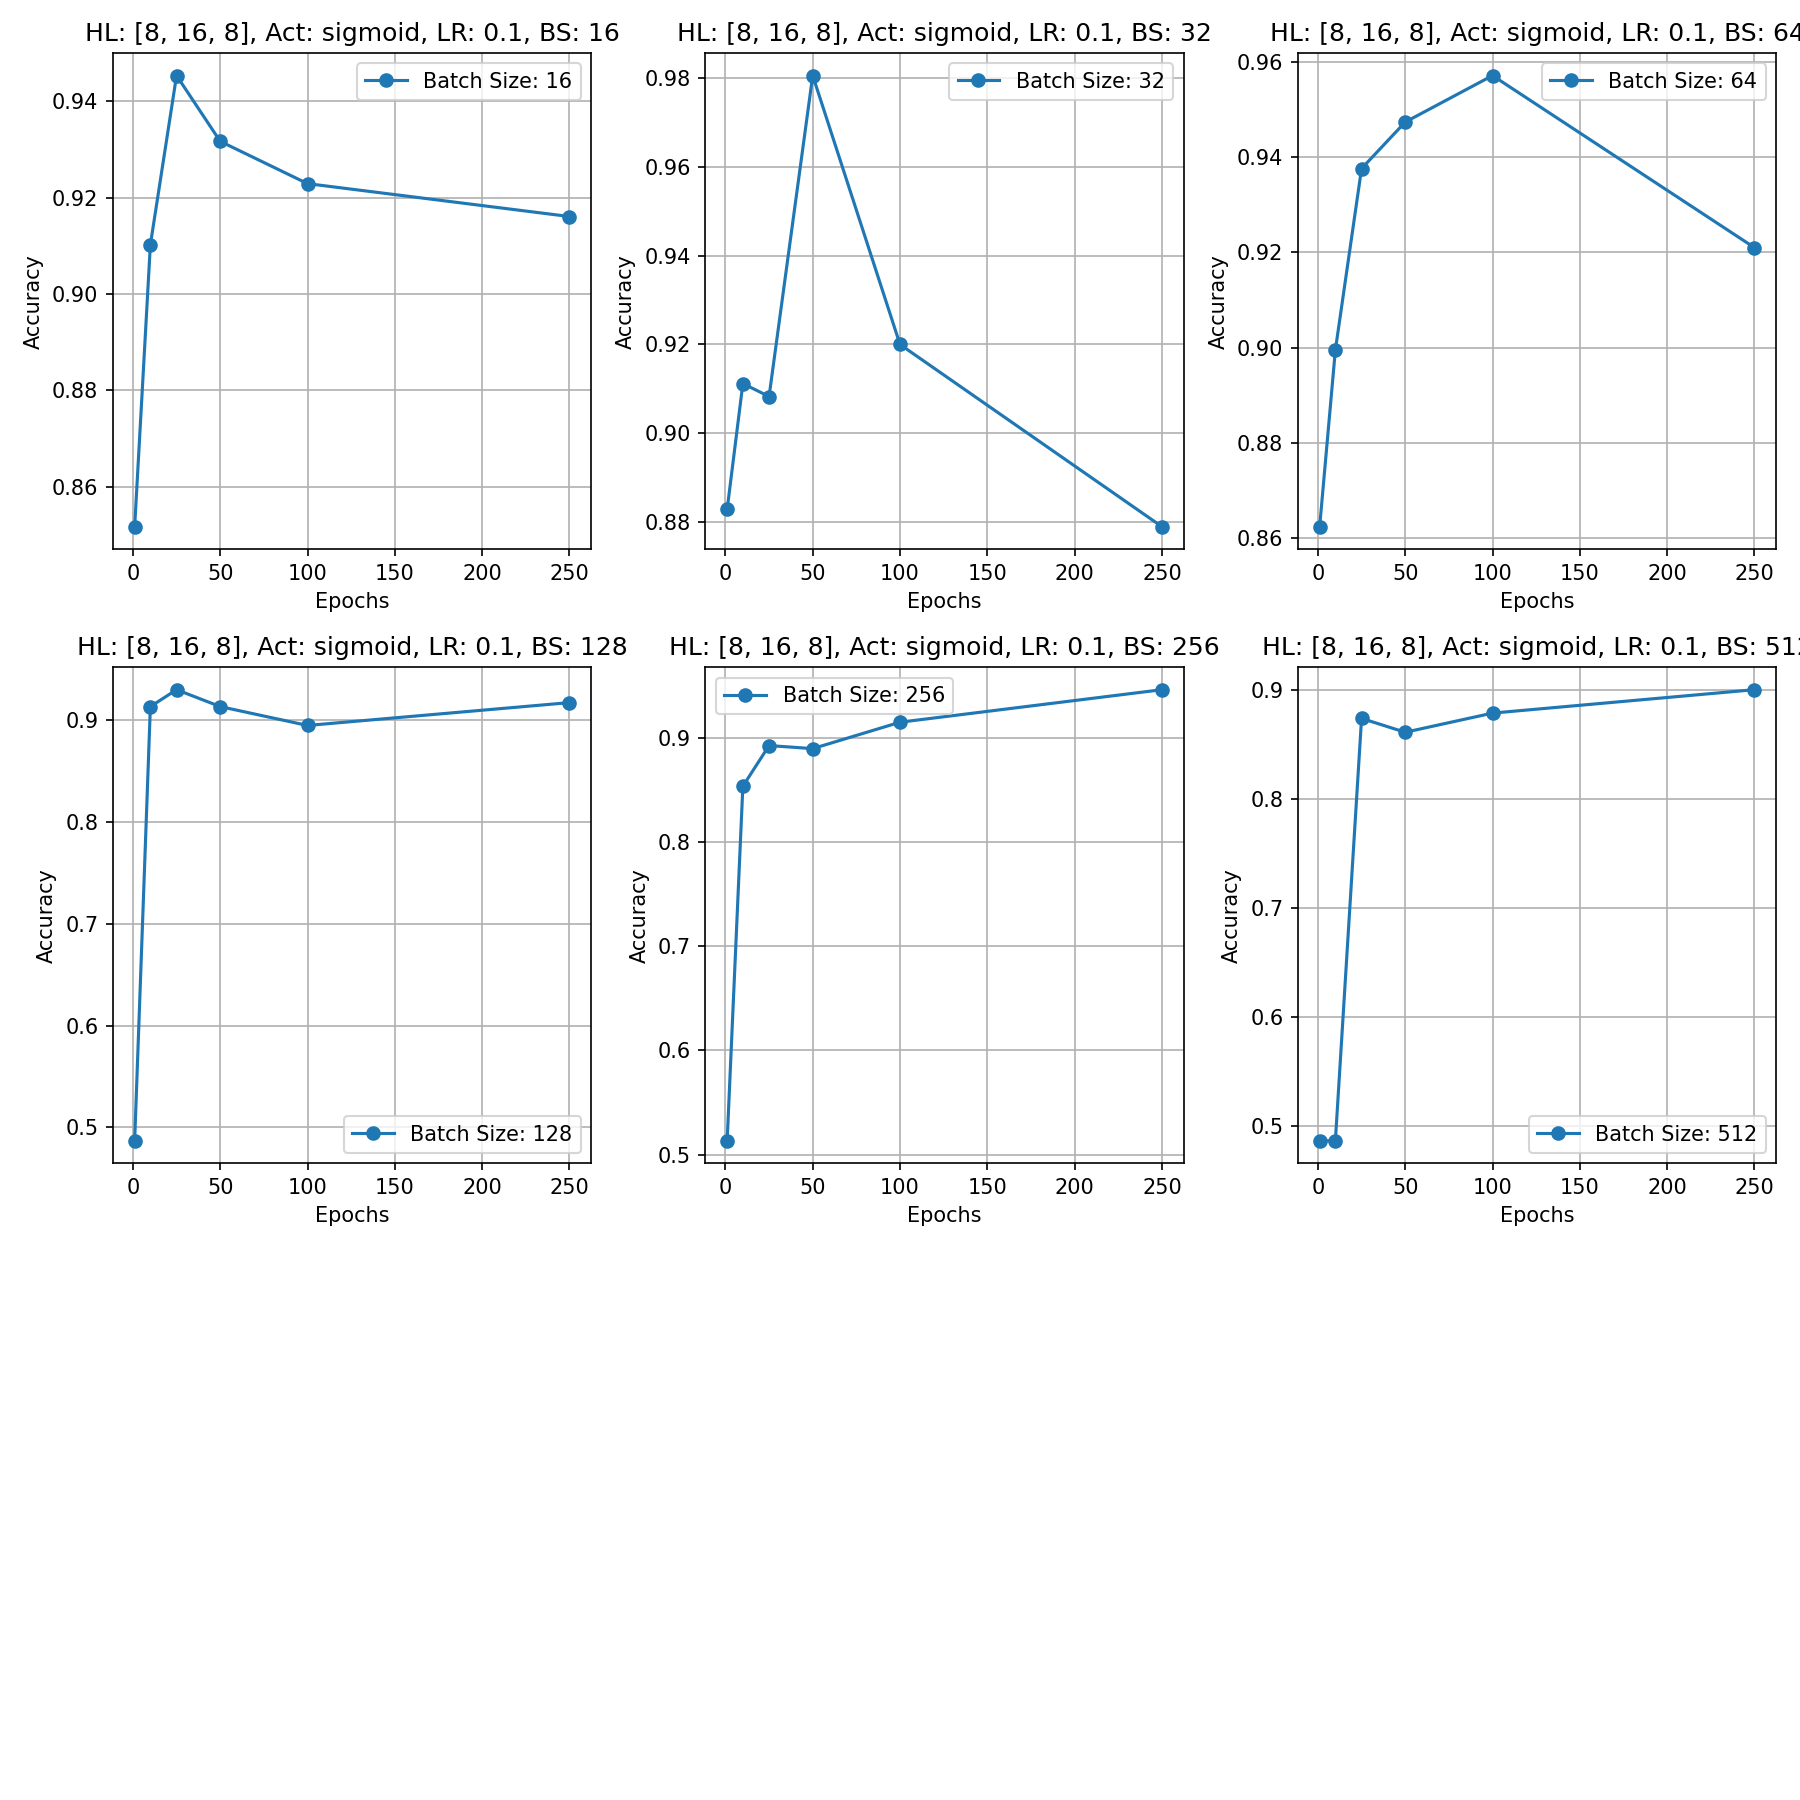 HL: [8, 16, 8], Act: sigmoid, LR: 0.1, BS: 16
Batch Size: 16
Accuracy
0.94
0.92
0.90
0.88
0.86
0 50 100 150 200 250
Epochs
HL: [8, 16, 8], Act: sigmoid, LR: 0.1, BS: 32
Batch Size: 32
Accuracy
0.98
0.96
0.94
0.92
0.90
0.88
0 50 100 150 200 250
Epochs
HL: [8, 16, 8], Act: sigmoid, LR: 0.1, BS: 64
Batch Size: 64
Accuracy
0.96
0.94
0.92
0.90
0.88
0.86
0 50 100 150 200 250
Epochs
HL: [8, 16, 8], Act: sigmoid, LR: 0.1, BS: 128
Accuracy
0.9
0.8
0.7
0.6
0.5
Batch Size: 128
0 50 100 150 200 250
Epochs
HL: [8, 16, 8], Act: sigmoid, LR: 0.1, BS: 256
Batch Size: 256
Accuracy
0.9
0.8
0.7
0.6
0.5
0 50 100 150 200 250
Epochs
HL: [8, 16, 8], Act: sigmoid, LR: 0.1, BS: 512
Accuracy
0.9
0.8
0.7
0.6
0.5
Batch Size: 512
0 50 100 150 200 250
Epochs